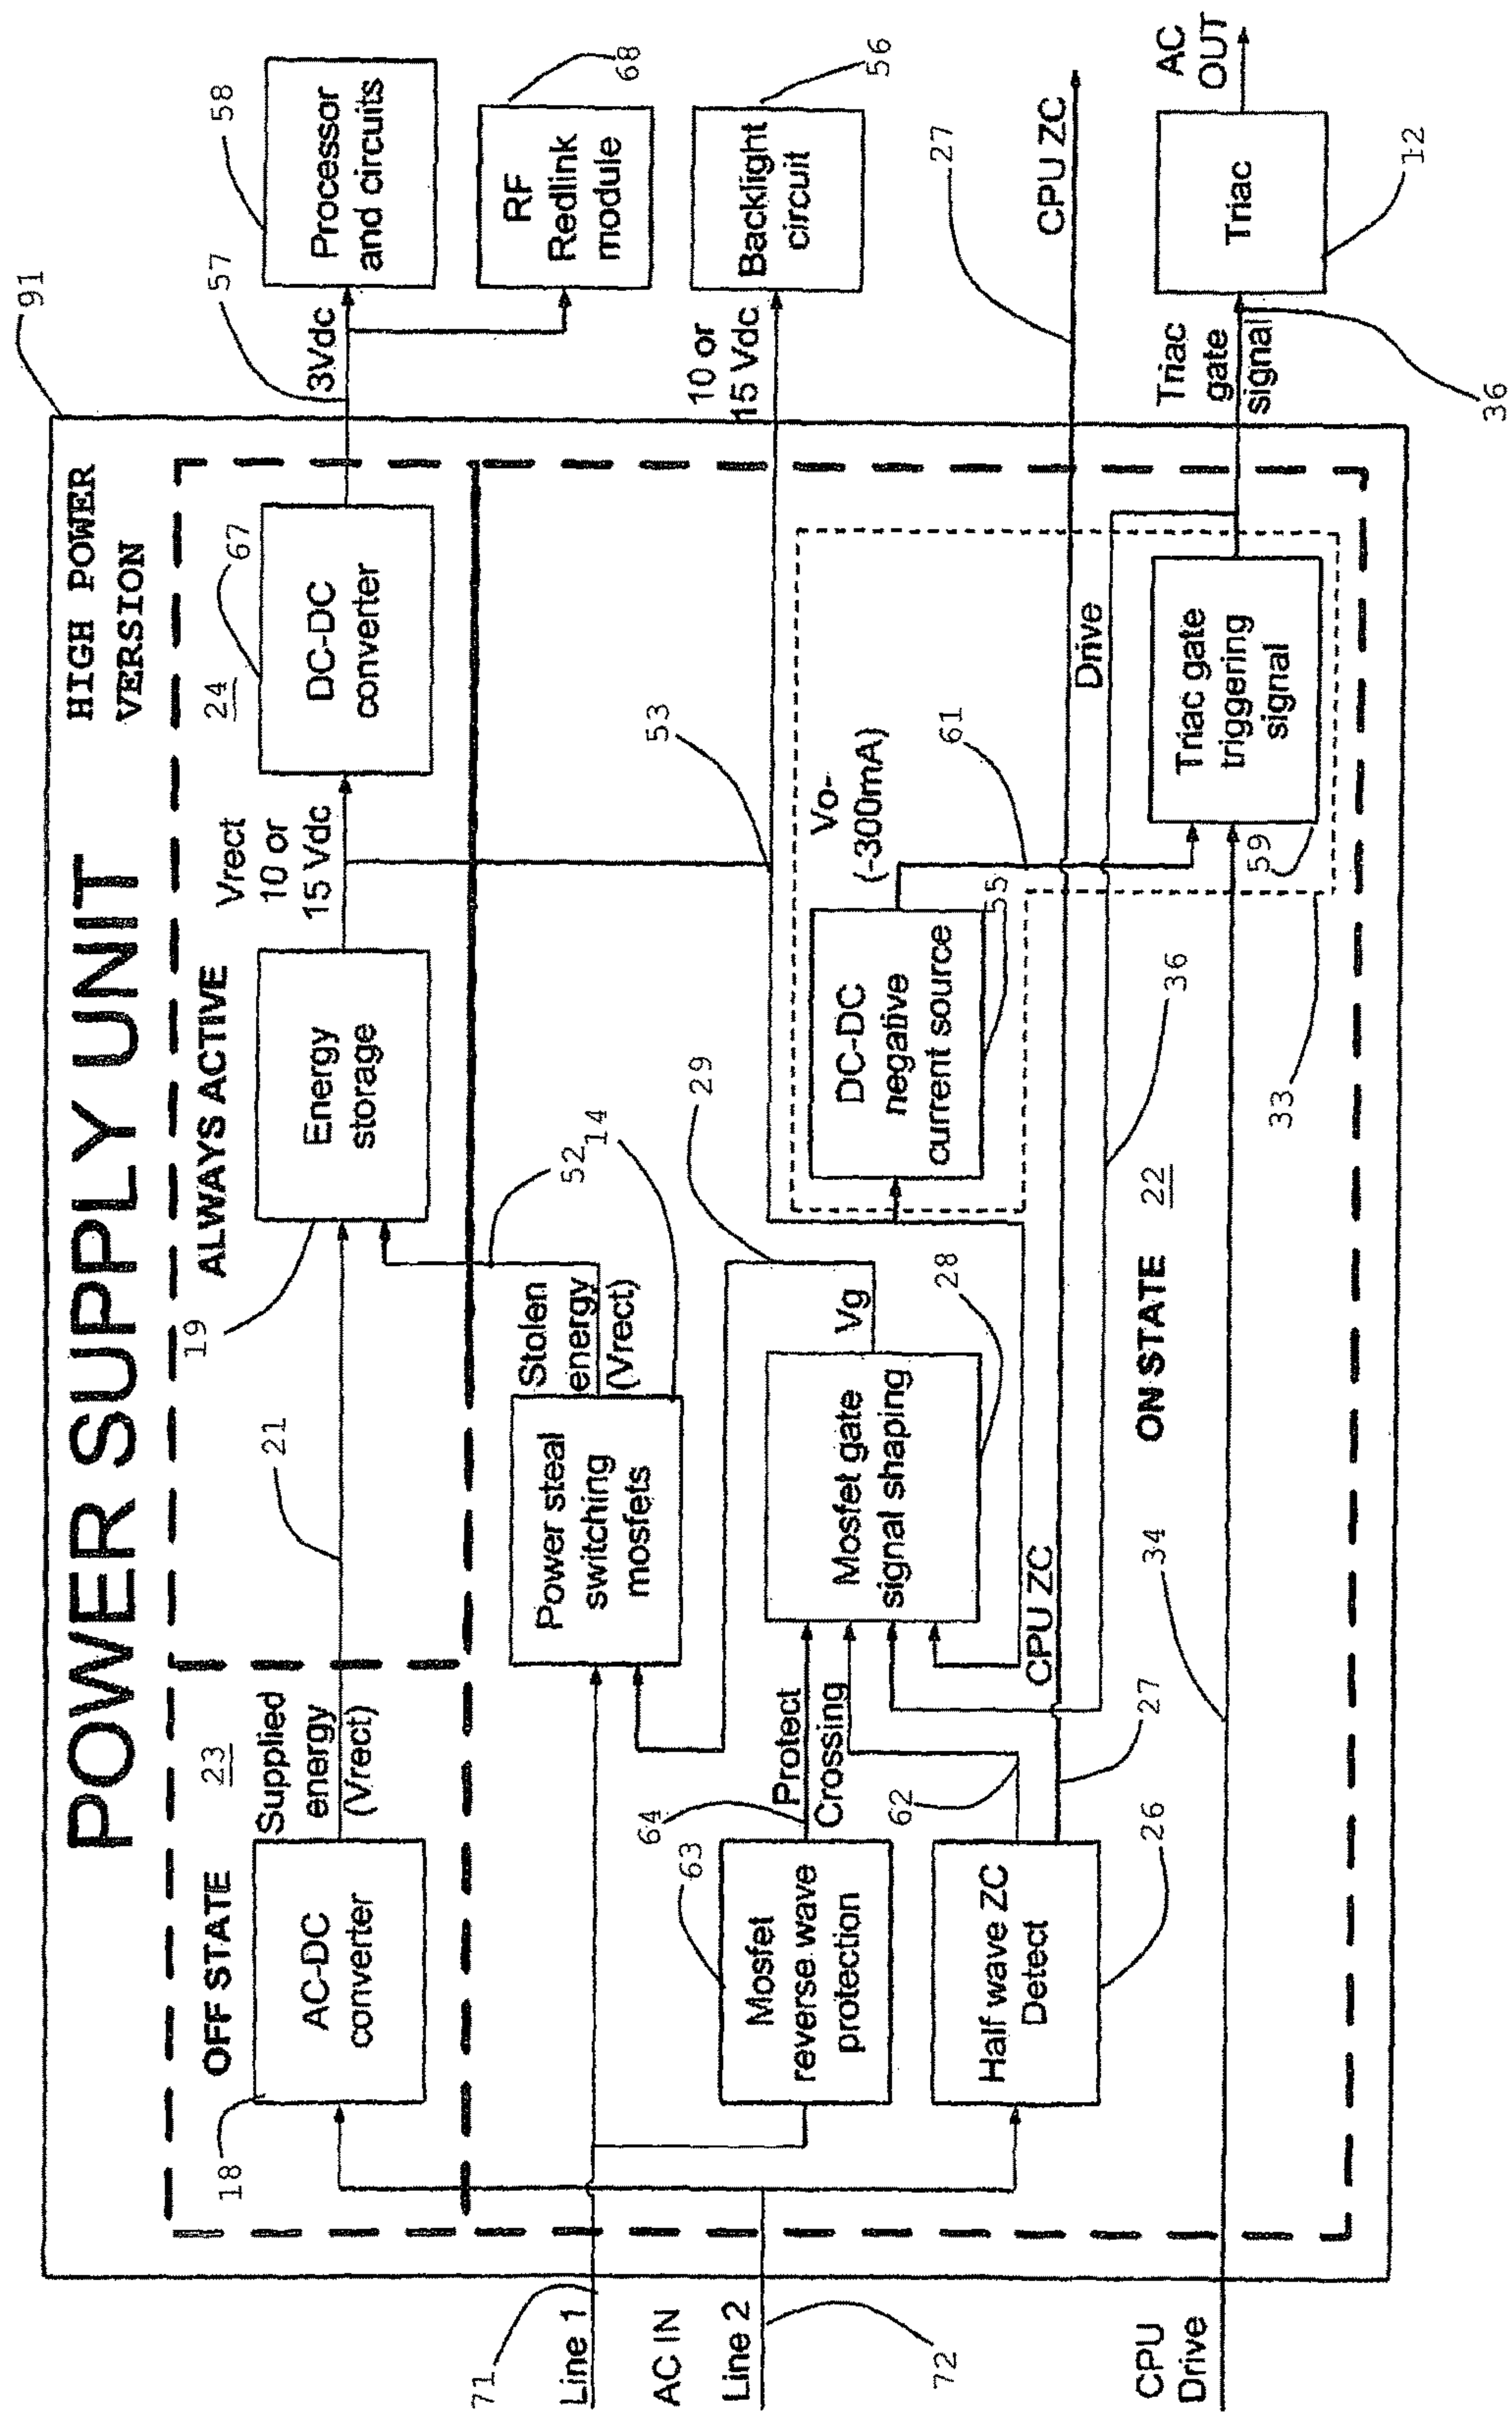 POWER SUPPLY UNIT
HIGH POWER
VERSION
91
OFF STATE
23
ALWAYS ACTIVE
24
18
AC-DC
converter
Supplied
energy
(Vrect)
21
19
Energy
storage
Vrect
10 or
15 Vdc
67
DC-DC
converter
57
3Vdc
58
Processor
and circuits
68
RF
Redlink
module
71
Line 1
AC IN
Line 2
72
Power steal
switching
mosfets
Stolen
energy
(Vrect)
52
14
53
10 or
15 Vdc
Backlight
circuit
56
63
Mosfet
reverse wave
protection
64
Protect
Crossing
62
Mosfet gate
signal shaping
28
Vg
29
DC-DC
negative
current source
55
Vo-
(-300mA)
61
Half wave ZC
Detect
26
27
CPU ZC
27
CPU ZC
Drive
36
ON STATE
22
34
33
59
Triac gate
triggering
signal
Triac
gate
signal
36
Triac
12
AC
OUT
CPU
Drive